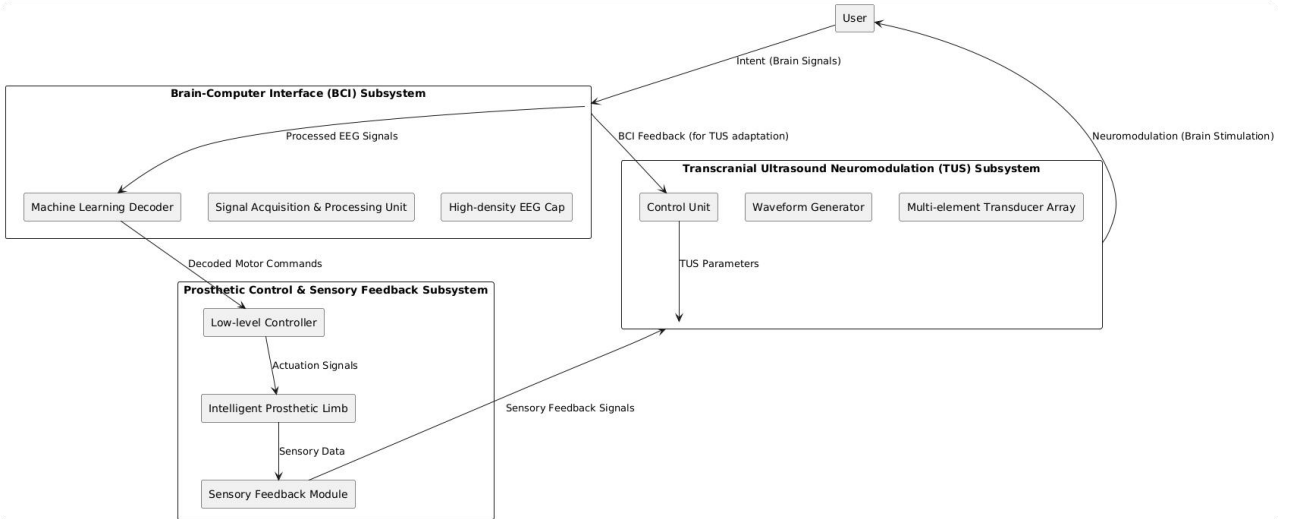 User
Intent (Brain Signals)
Brain-Computer Interface (BCI) Subsystem
Processed EEG Signals
BCI Feedback (for TUS adaptation)
Neuromodulation (Brain Stimulation)
Transcranial Ultrasound Neuromodulation (TUS) Subsystem
Machine Learning Decoder
Signal Acquisition & Processing Unit
High-density EEG Cap
Control Unit
Waveform Generator
Multi-element Transducer Array
Decoded Motor Commands
TUS Parameters
Prosthetic Control & Sensory Feedback Subsystem
Low-level Controller
Actuation Signals
Intelligent Prosthetic Limb
Sensory Feedback Signals
Sensory Data
Sensory Feedback Module